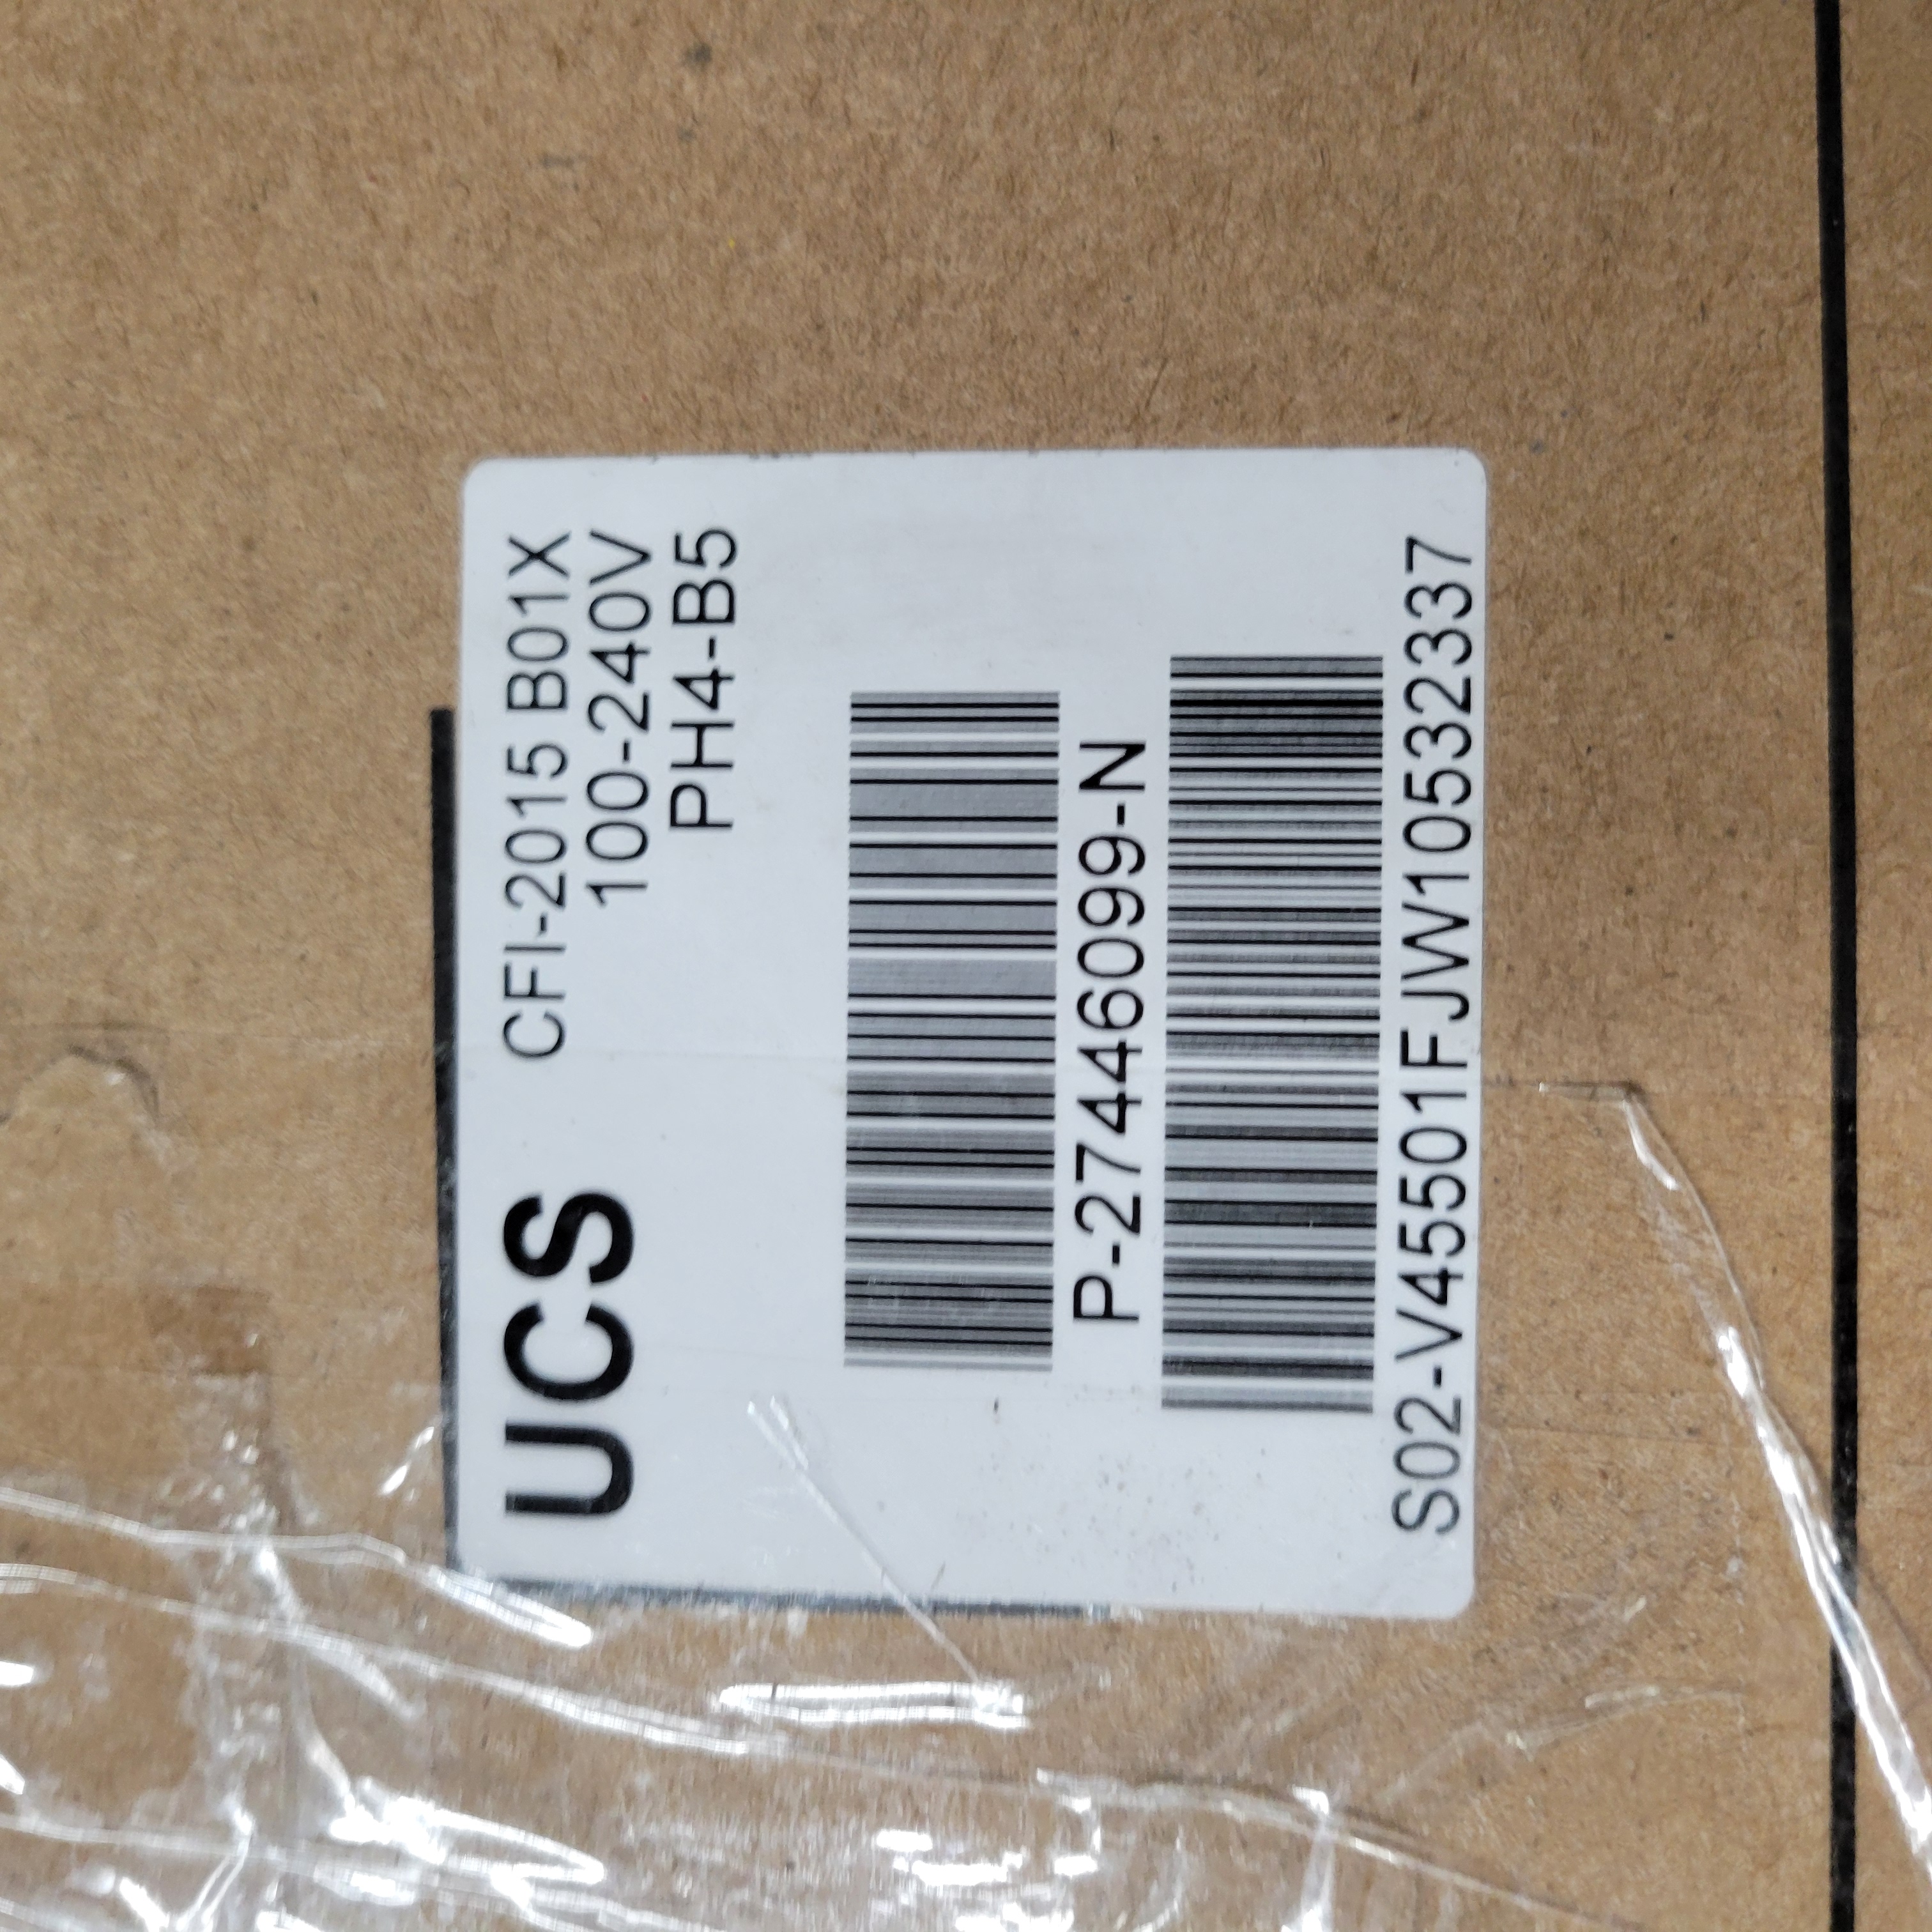 UCS CFI-2015 B01X
100-240V
PH4-B5
P-27446099-N
S02-V45501FJW10532337